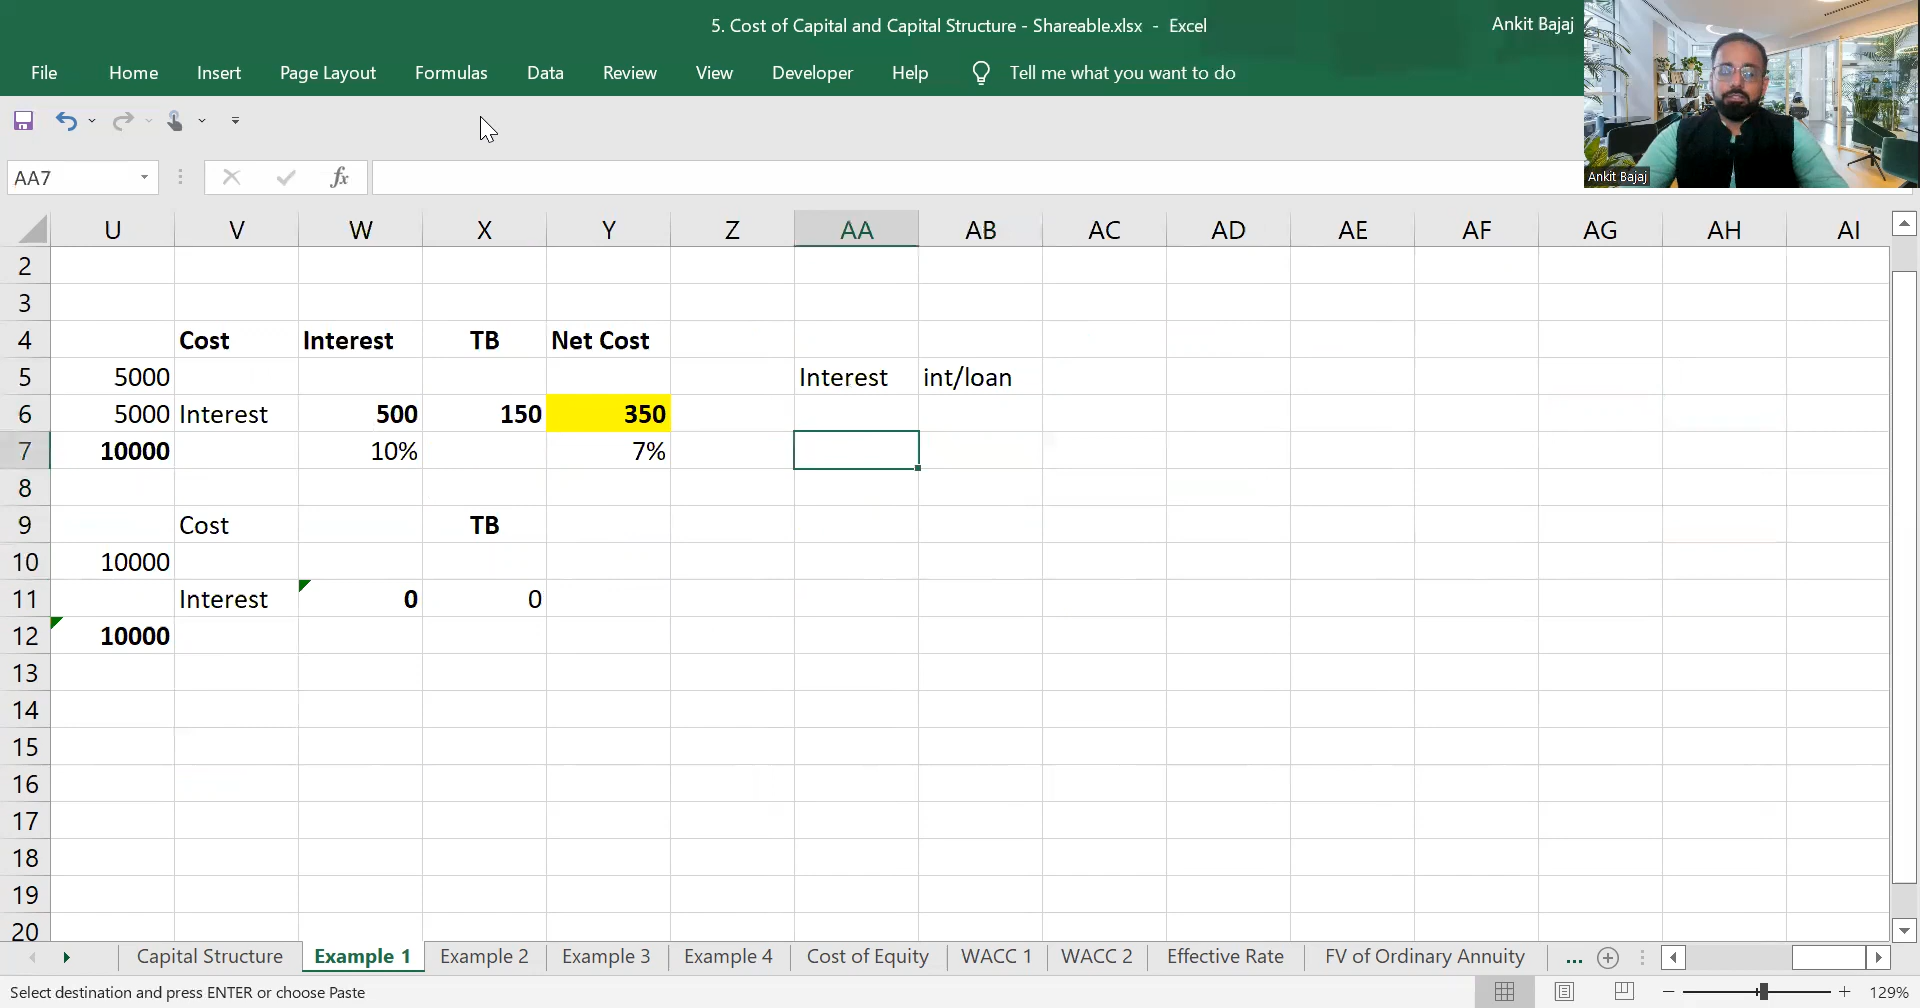 5. Cost of Capital and Capital Structure - Shareable.xlsx - Excel
Ankit Bajaj
File Home Insert Page Layout Formulas Data Review View Developer Help Tell me what you want to do
Ankit Bajaj
AA7 fx
U V W X Y Z AA AB AC AD AE AF AG AH AI
2
3
4 Cost Interest TB Net Cost
5 5000 Interest int/loan
6 5000 Interest 500 150 350
7 10000 10% 7%
8
9 Cost TB
10 10000
11 Interest 0 0
12 10000
13
14
15
16
17
18
19
20
Capital Structure Example 1 Example 2 Example 3 Example 4 Cost of Equity WACC 1 WACC 2 Effective Rate FV of Ordinary Annuity ...
Select destination and press ENTER or choose Paste 129%